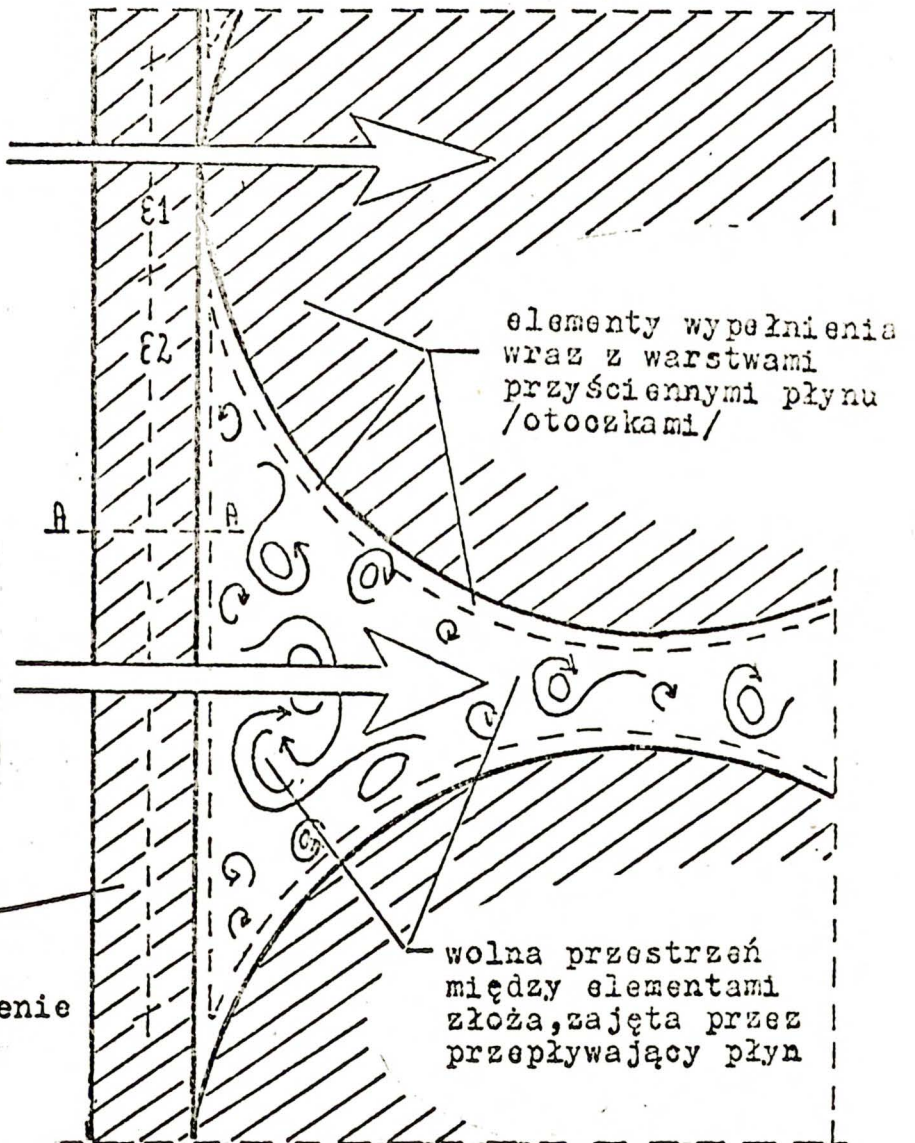 ε1
ε2
A A
elementy wypełnienia
wraz z warstwami
przyściennymi płynu
/otoczkami/
wolna przestrzeń
między elementami
złoża,zajęta przez
przepływający płyn
enie